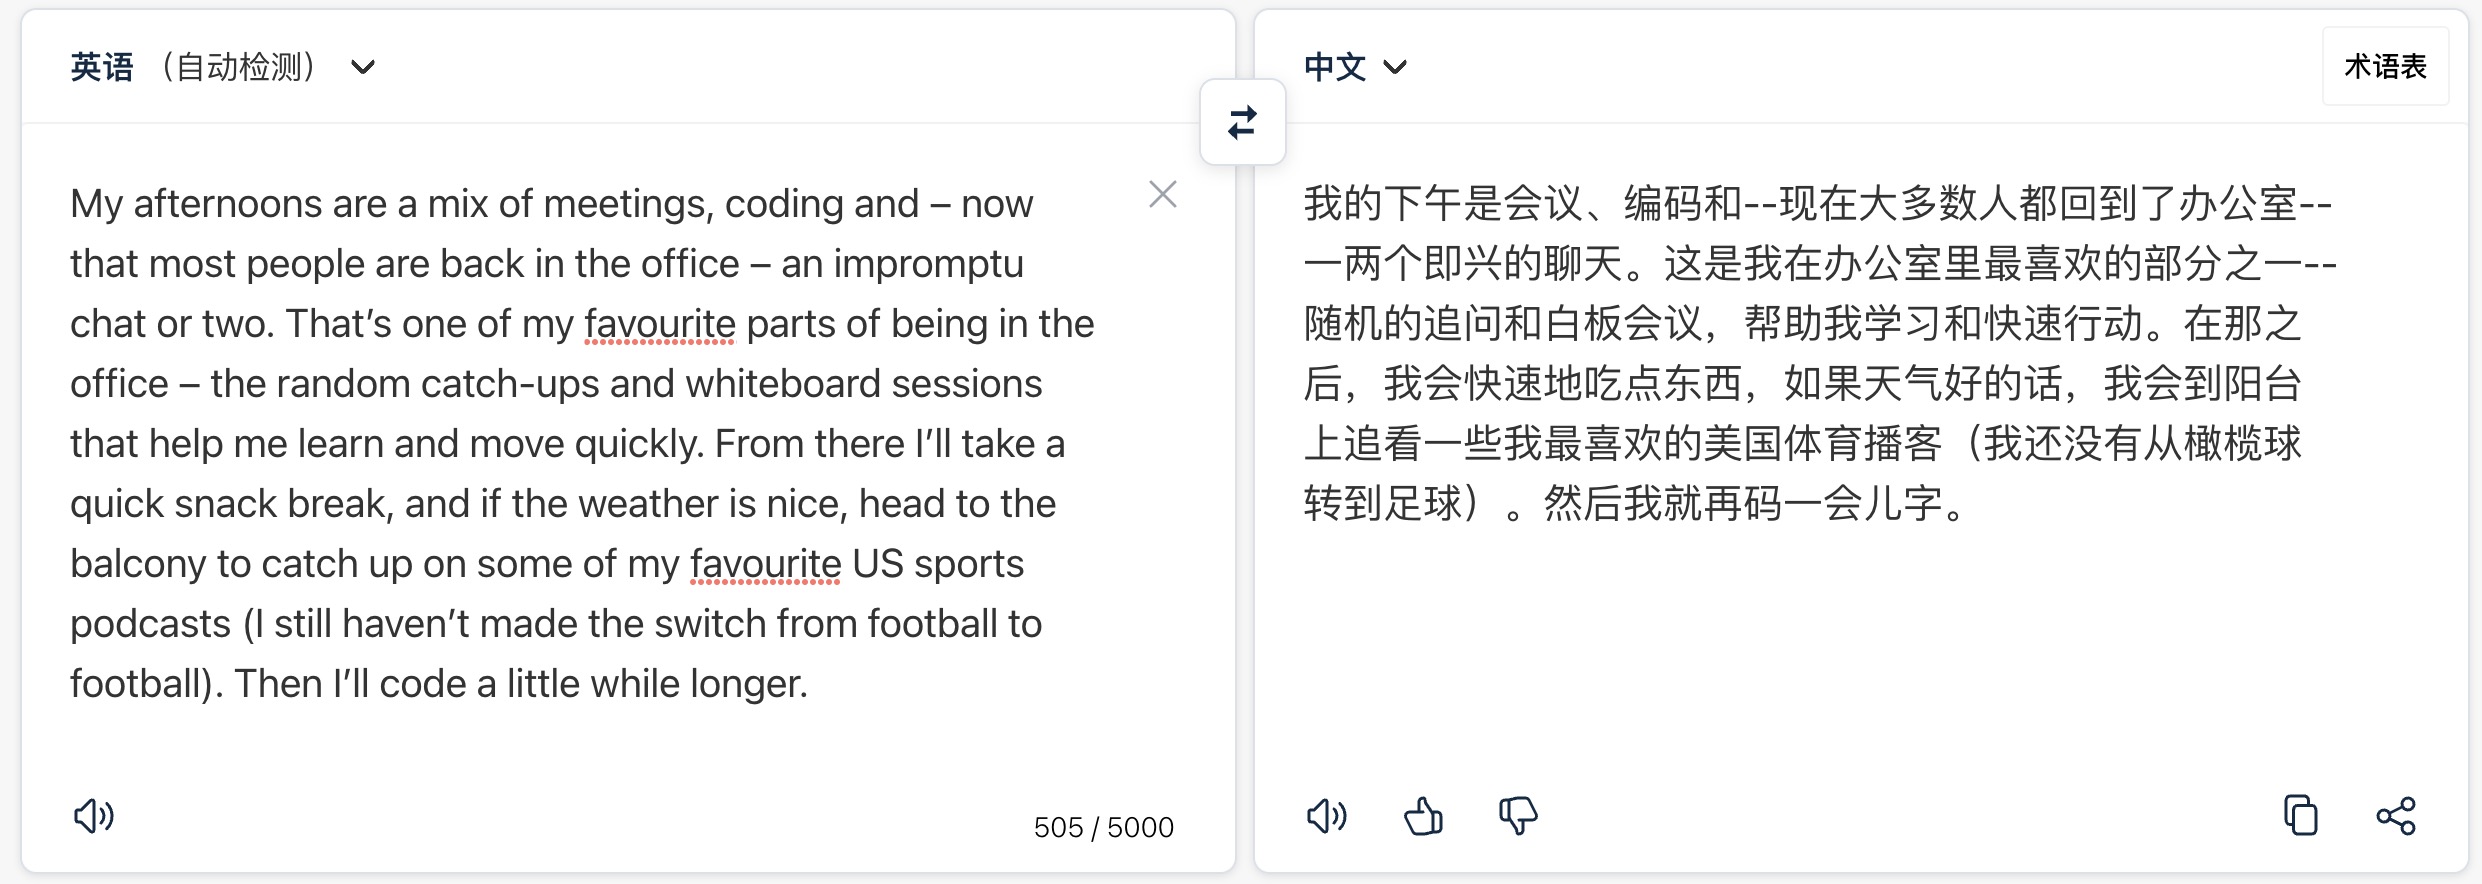 英语 （自动检测）
My afternoons are a mix of meetings, coding and – now
that most people are back in the office – an impromptu
chat or two. That’s one of my favourite parts of being in the
office – the random catch-ups and whiteboard sessions
that help me learn and move quickly. From there I’ll take a
quick snack break, and if the weather is nice, head to the
balcony to catch up on some of my favourite US sports
podcasts (I still haven’t made the switch from football to
football). Then I’ll code a little while longer.
505 / 5000
中文
术语表
我的下午是会议、编码和--现在大多数人都回到了办公室--
一两个即兴的聊天。这是我在办公室里最喜欢的部分之一--
随机的追问和白板会议，帮助我学习和快速行动。在那之
后，我会快速地吃点东西，如果天气好的话，我会到阳台
上追看一些我最喜欢的美国体育播客（我还没有从橄榄球
转到足球）。然后我就再码一会儿字。